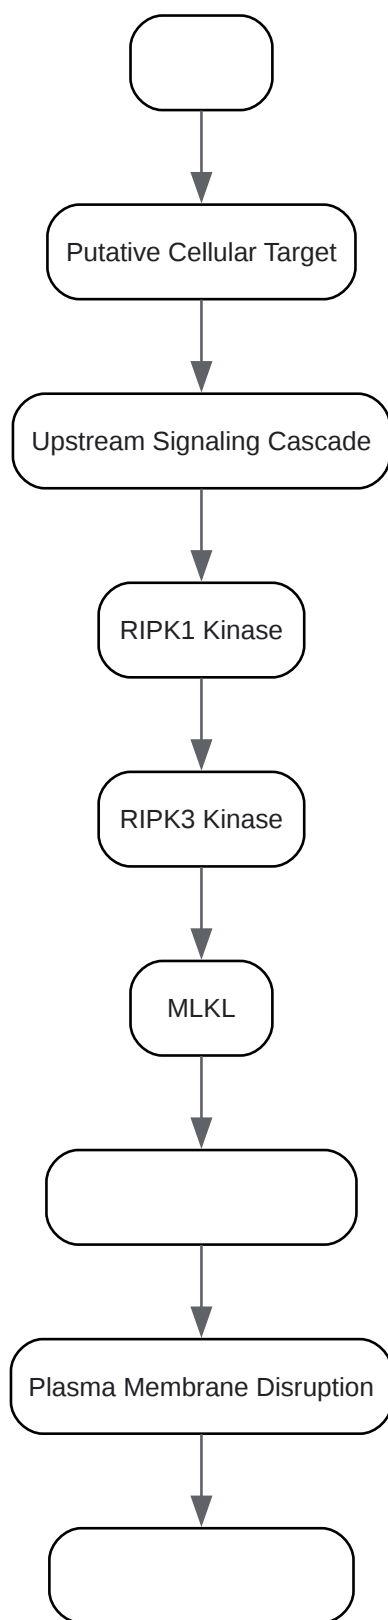 Putative Cellular Target
Upstream Signaling Cascade
RIPK1 Kinase
RIPK3 Kinase
MLKL
Plasma Membrane Disruption